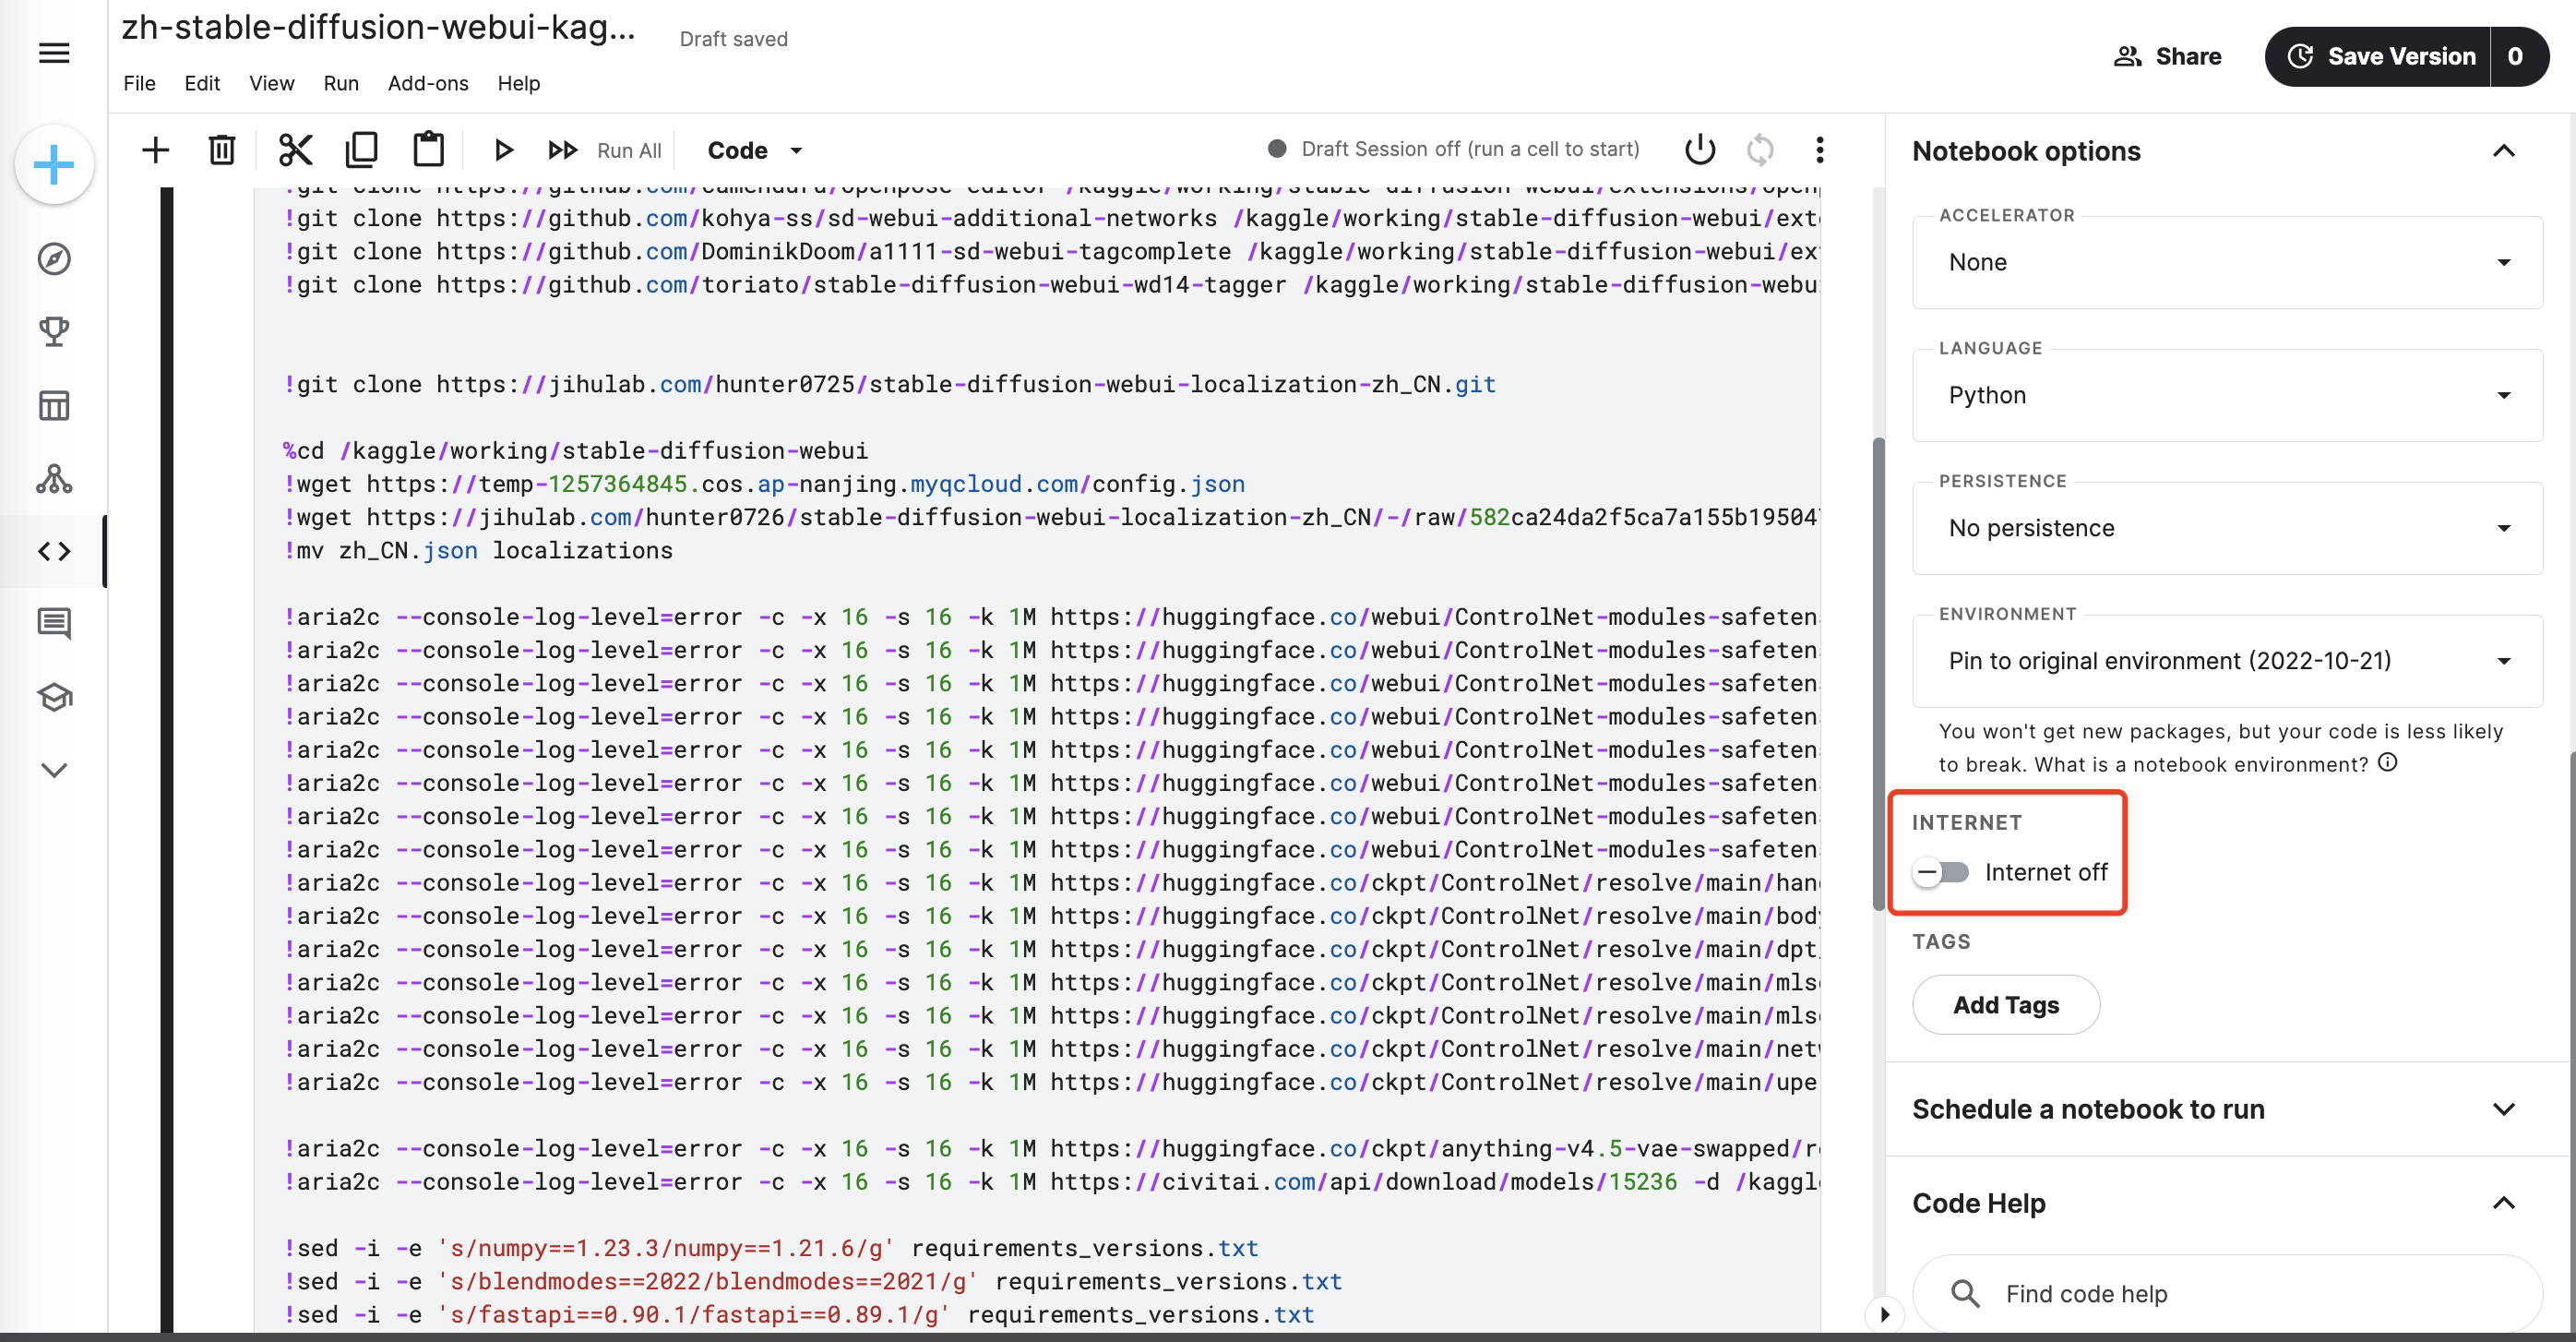 zh-stable-diffusion-webui-kag...
Draft saved
Share
Save Version
0
File Edit View Run Add-ons Help
Run All
Code
Draft Session off (run a cell to start)
!git clone https://github.com/camenduru/openpose-editor /kaggle/working/stable-diffusion-webui/extensions/open
!git clone https://github.com/kohya-ss/sd-webui-additional-networks /kaggle/working/stable-diffusion-webui/ext
!git clone https://github.com/DominikDoom/a1111-sd-webui-tagcomplete /kaggle/working/stable-diffusion-webui/ex
!git clone https://github.com/toriato/stable-diffusion-webui-wd14-tagger /kaggle/working/stable-diffusion-webu
!git clone https://jihulab.com/hunter0725/stable-diffusion-webui-localization-zh_CN.git
%cd /kaggle/working/stable-diffusion-webui
!wget https://temp-1257364845.cos.ap-nanjing.myqcloud.com/config.json
!wget https://jihulab.com/hunter0726/stable-diffusion-webui-localization-zh_CN/-/raw/582ca24da2f5ca7a155b19504
!mv zh_CN.json localizations
!aria2c --console-log-level=error -c -x 16 -s 16 -k 1M https://huggingface.co/webui/ControlNet-modules-safeten
!aria2c --console-log-level=error -c -x 16 -s 16 -k 1M https://huggingface.co/webui/ControlNet-modules-safeten
!aria2c --console-log-level=error -c -x 16 -s 16 -k 1M https://huggingface.co/webui/ControlNet-modules-safeten
!aria2c --console-log-level=error -c -x 16 -s 16 -k 1M https://huggingface.co/webui/ControlNet-modules-safeten
!aria2c --console-log-level=error -c -x 16 -s 16 -k 1M https://huggingface.co/webui/ControlNet-modules-safeten
!aria2c --console-log-level=error -c -x 16 -s 16 -k 1M https://huggingface.co/webui/ControlNet-modules-safeten
!aria2c --console-log-level=error -c -x 16 -s 16 -k 1M https://huggingface.co/webui/ControlNet-modules-safeten
!aria2c --console-log-level=error -c -x 16 -s 16 -k 1M https://huggingface.co/webui/ControlNet-modules-safeten
!aria2c --console-log-level=error -c -x 16 -s 16 -k 1M https://huggingface.co/ckpt/ControlNet/resolve/main/han
!aria2c --console-log-level=error -c -x 16 -s 16 -k 1M https://huggingface.co/ckpt/ControlNet/resolve/main/bod
!aria2c --console-log-level=error -c -x 16 -s 16 -k 1M https://huggingface.co/ckpt/ControlNet/resolve/main/dpt
!aria2c --console-log-level=error -c -x 16 -s 16 -k 1M https://huggingface.co/ckpt/ControlNet/resolve/main/mls
!aria2c --console-log-level=error -c -x 16 -s 16 -k 1M https://huggingface.co/ckpt/ControlNet/resolve/main/mls
!aria2c --console-log-level=error -c -x 16 -s 16 -k 1M https://huggingface.co/ckpt/ControlNet/resolve/main/net
!aria2c --console-log-level=error -c -x 16 -s 16 -k 1M https://huggingface.co/ckpt/ControlNet/resolve/main/upe
!aria2c --console-log-level=error -c -x 16 -s 16 -k 1M https://huggingface.co/ckpt/anything-v4.5-vae-swapped/r
!aria2c --console-log-level=error -c -x 16 -s 16 -k 1M https://civitai.com/api/download/models/15236 -d /kaggl
!sed -i -e 's/numpy==1.23.3/numpy==1.21.6/g' requirements_versions.txt
!sed -i -e 's/blendmodes==2022/blendmodes==2021/g' requirements_versions.txt
!sed -i -e 's/fastapi==0.90.1/fastapi==0.89.1/g' requirements_versions.txt
Notebook options
ACCELERATOR
None
LANGUAGE
Python
PERSISTENCE
No persistence
ENVIRONMENT
Pin to original environment (2022-10-21)
You won't get new packages, but your code is less likely
to break. What is a notebook environment?
INTERNET
Internet off
TAGS
Add Tags
Schedule a notebook to run
Code Help
Find code help